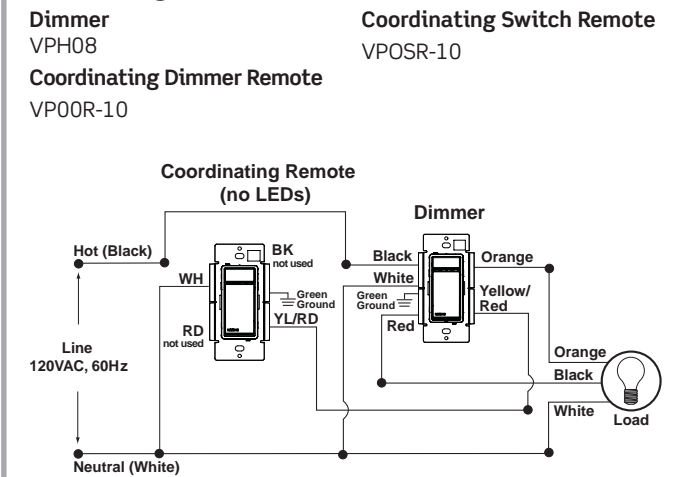 Dimmer
VPH08
Coordinating Switch Remote
VPOSR-10
Coordinating Dimmer Remote
VP00R-10
Coordinating Remote
(no LEDs)
Dimmer
Hot (Black)
BK
not used
WH
Green
Ground
YL/RD
RD
not used
Black
White
Green
Ground
Red
Orange
Yellow/
Red
Line
120VAC, 60Hz
Orange
Black
White
Load
Neutral (White)